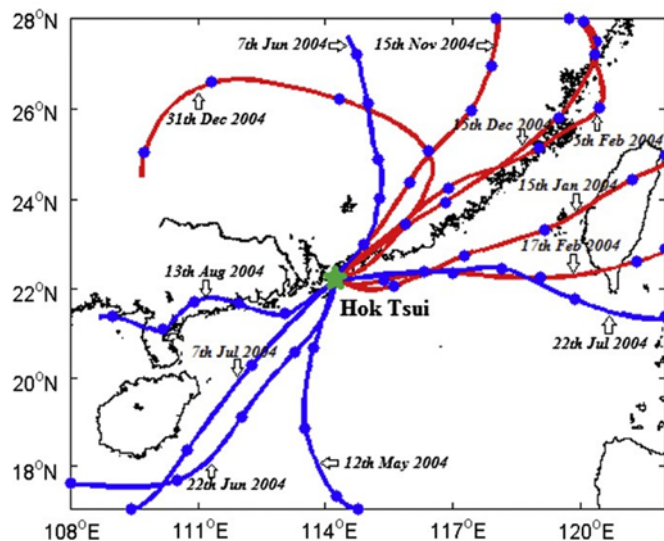 28°N
7th Jun 2004
15th Nov 2004
26°N
31th Dec 2004
15th Dec 2004
5th Feb 2004
24°N
15th Jan 2004
17th Feb 2004
13th Aug 2004
22°N
Hok Tsui
7th Jul 2004
22th Jul 2004
20°N
12th May 2004
22th Jun 2004
18°N
108°E 111°E 114°E 117°E 120°E